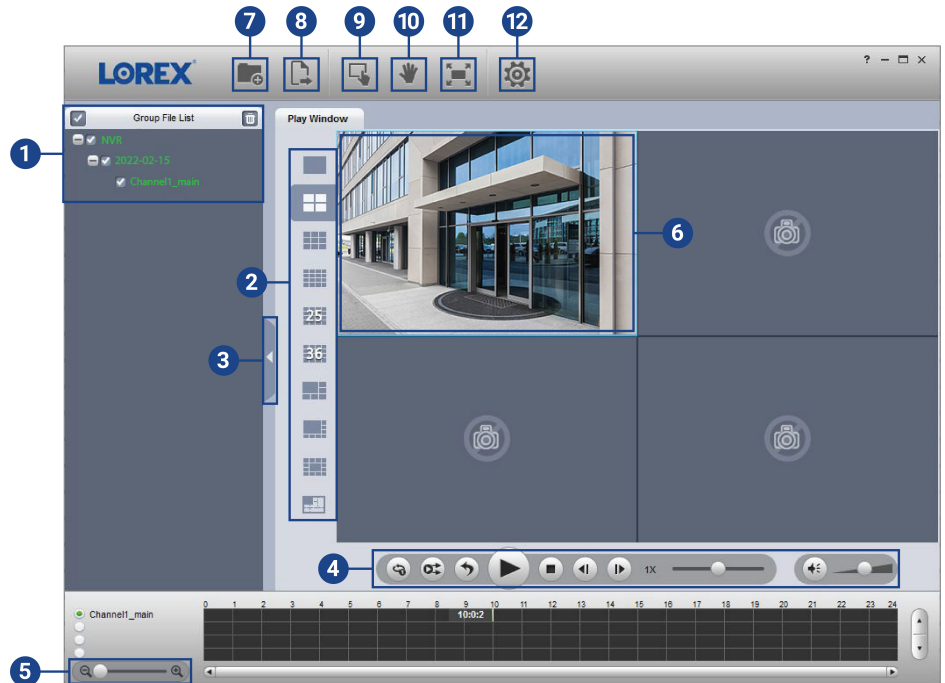 7 8 9 10 11 12
LOREX
? 
Group File List
Play Window
1
NVR
2022-02-15
Channel1_main
6
2
25
3
36
4
1X
0 1 2 3 4 5 6 7 8 9 10 11 12 13 14 15 16 17 18 19 20 21 22 23 24
Channel1_main
10:0:2
5